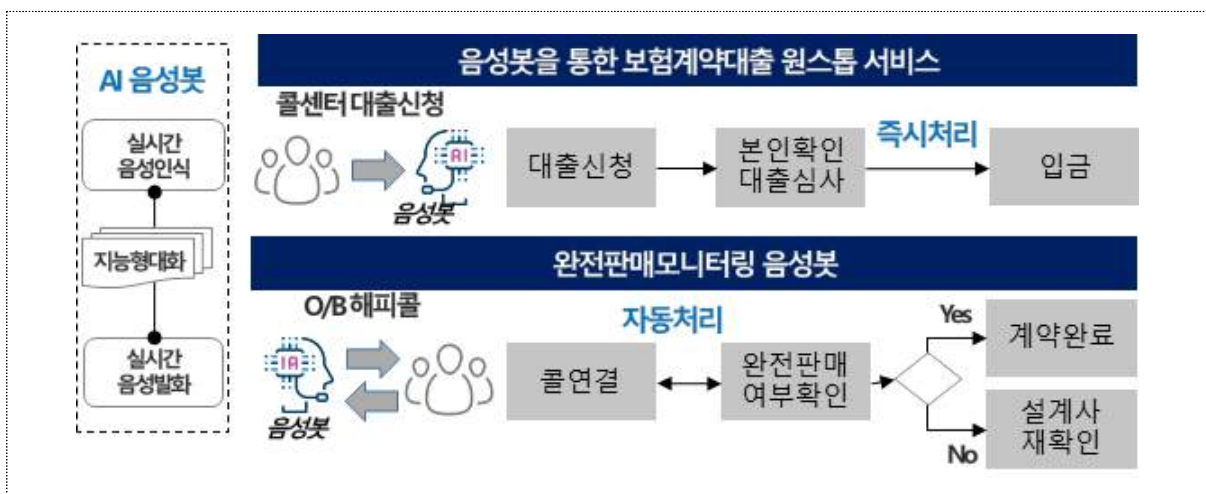 AI 음성봇
실시간
음성인식
지능형대화
실시간
음성발화
음성봇을 통한 보험계약대출 원스톱 서비스
콜센터 대출신청
AI
음성봇
대출신청
본인확인
대출심사
즉시처리
입금
완전판매모니터링 음성봇
O/B 해피콜
IA
음성봇
콜연결
자동처리
완전판매
여부확인
Yes
계약완료
No
설계사
재확인